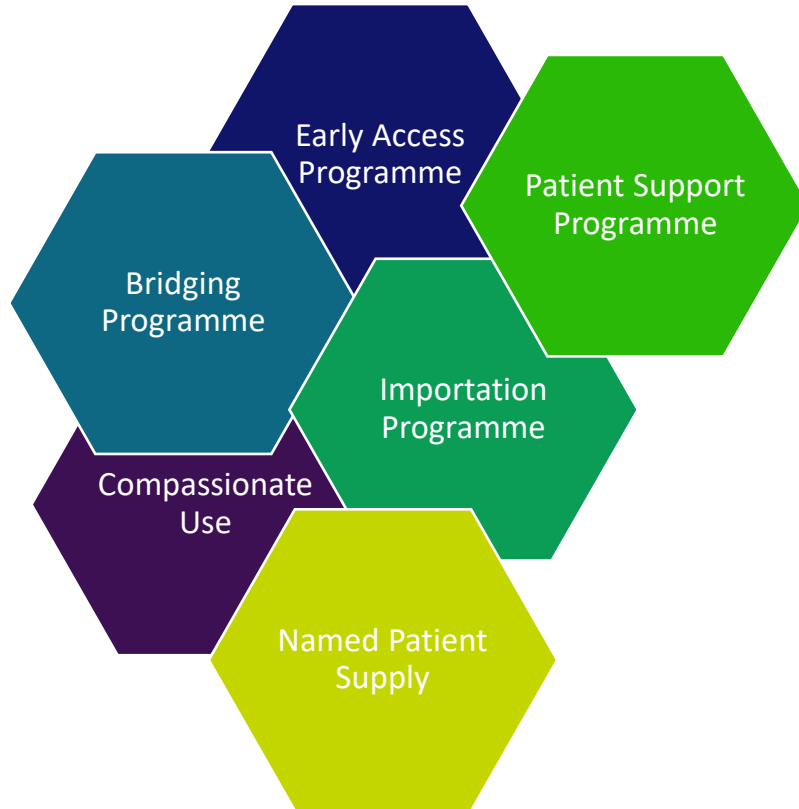 Early Access
Programme
Patient Support
Programme
Bridging
Programme
Importation
Programme
Compassionate
Use
Named Patient
Supply